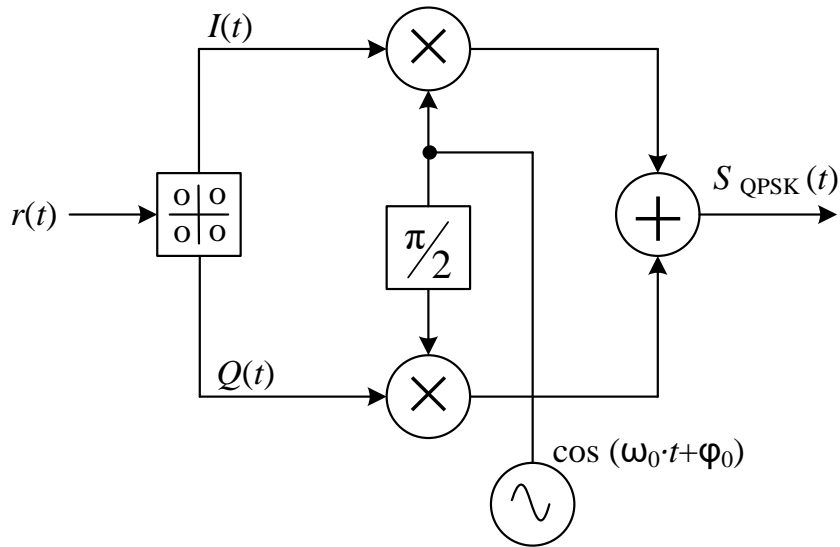 I(t)
S QPSK (t)
r(t)
o o
o o
π/2
Q(t)
cos (ω₀·t+φ₀)